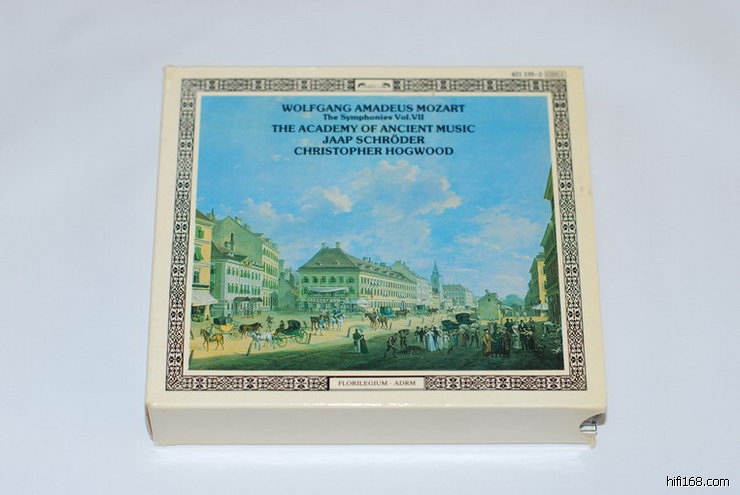 WOLFGANG AMADEUS MOZART
The Symphonies Vol.VII
THE ACADEMY OF ANCIENT MUSIC
JAAP SCHRÖDER
CHRISTOPHER HOGWOOD
FLORILEGIUM · ADRM
hifi168.com